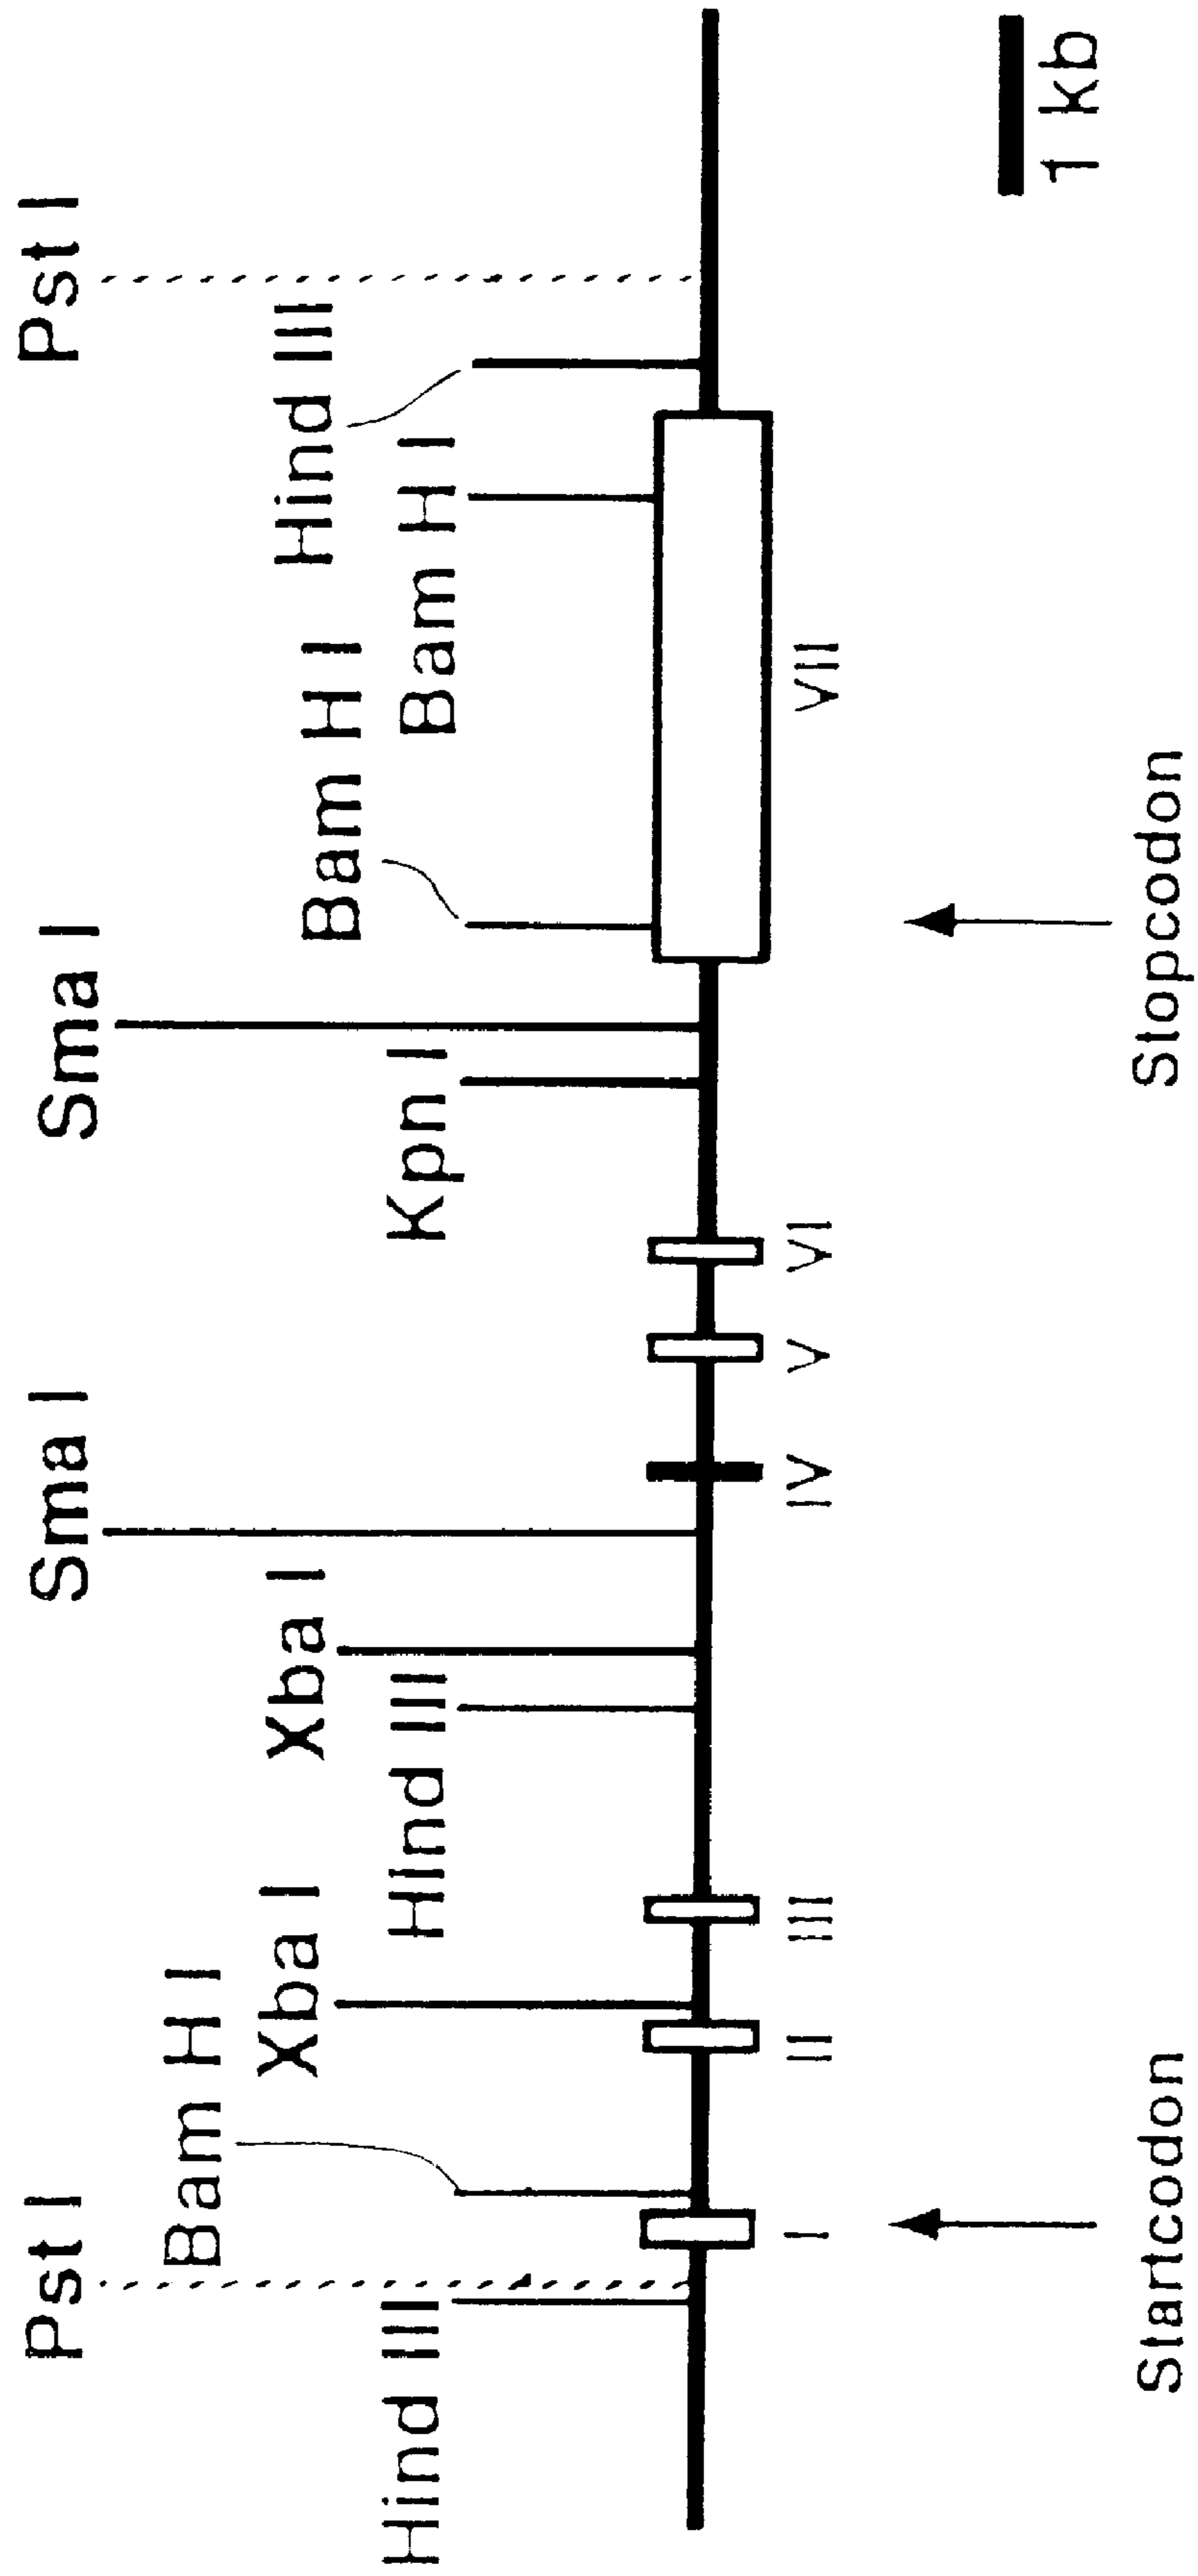 Pst I
Sma I
Sma I
Pst I
Bam H I
Xba I
Xba I
Bam H I
Hind III
Hind III
Hind III
Kpn I
Bam H I
I
II
III
IV
V
VI
VII
Startcodon
Stopcodon
1 kb